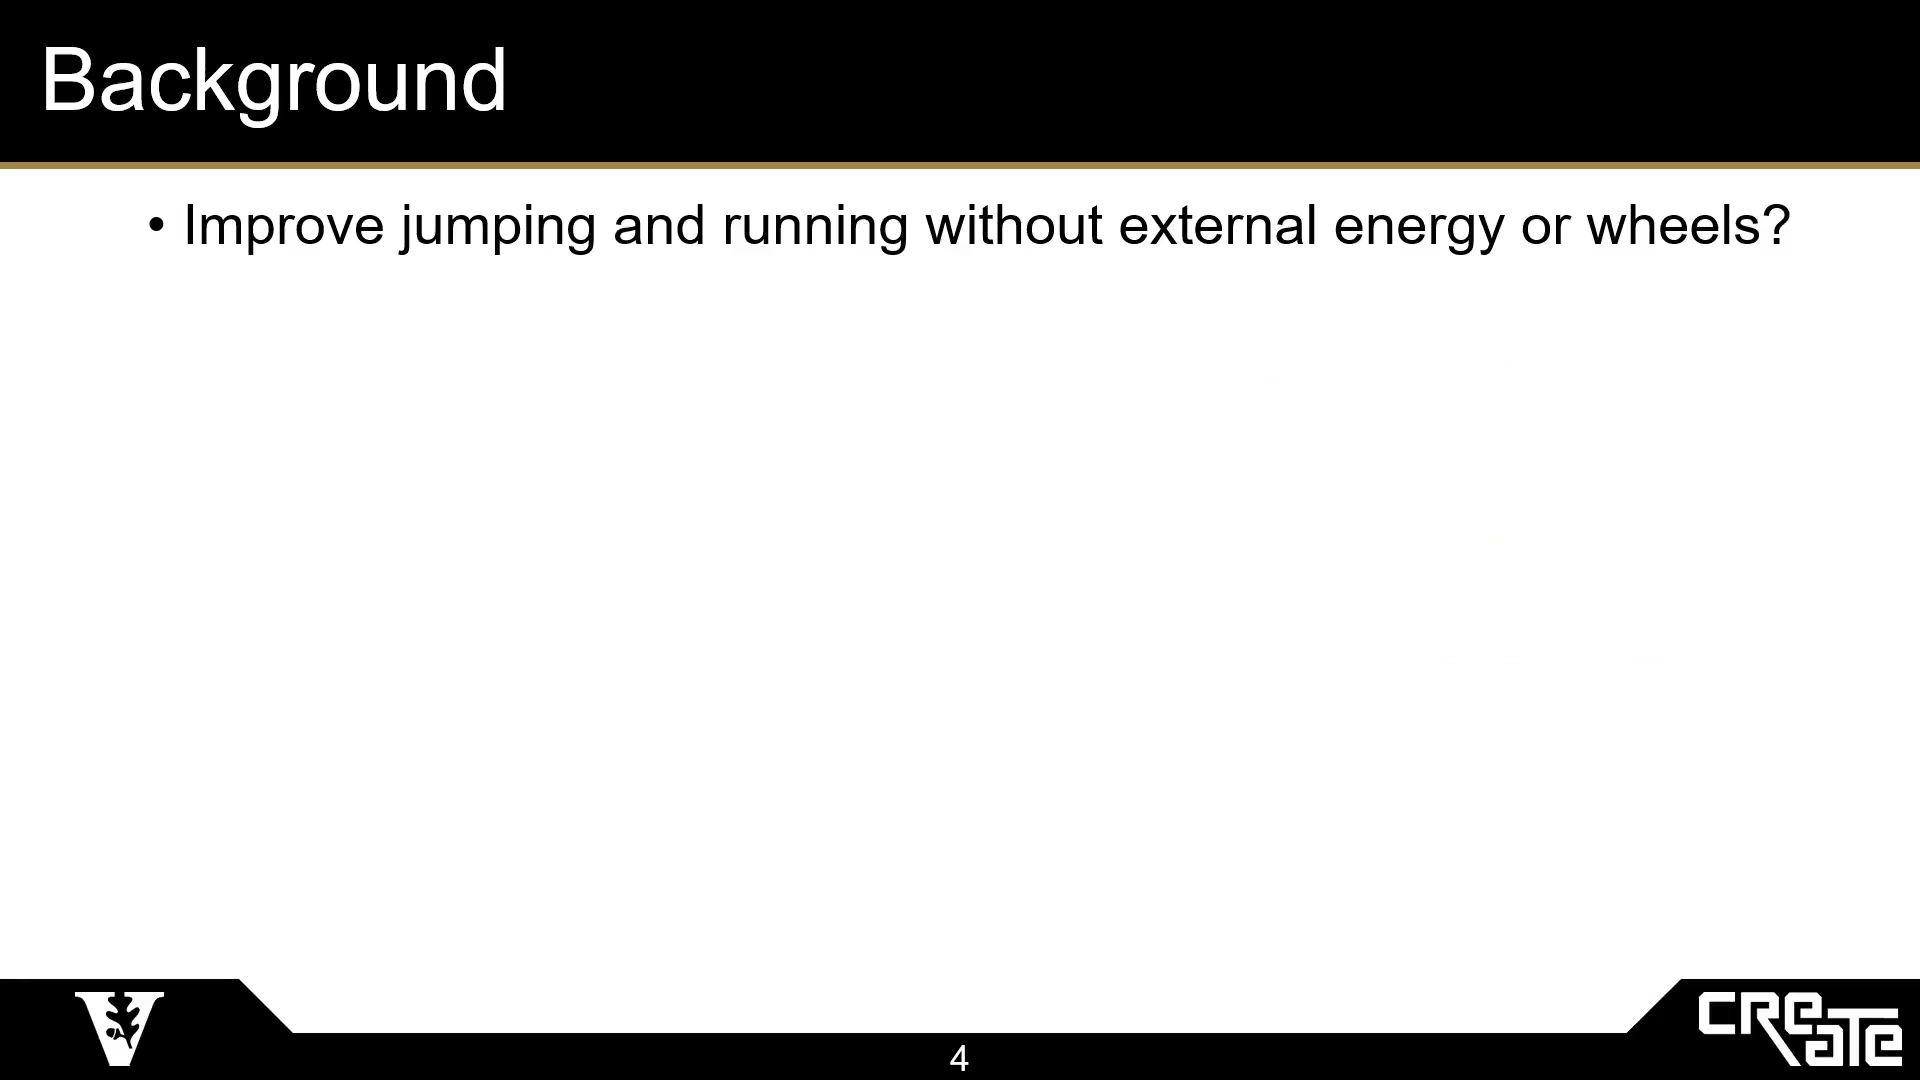 Background
• Improve jumping and running without external energy or wheels?
V
4
CREATE